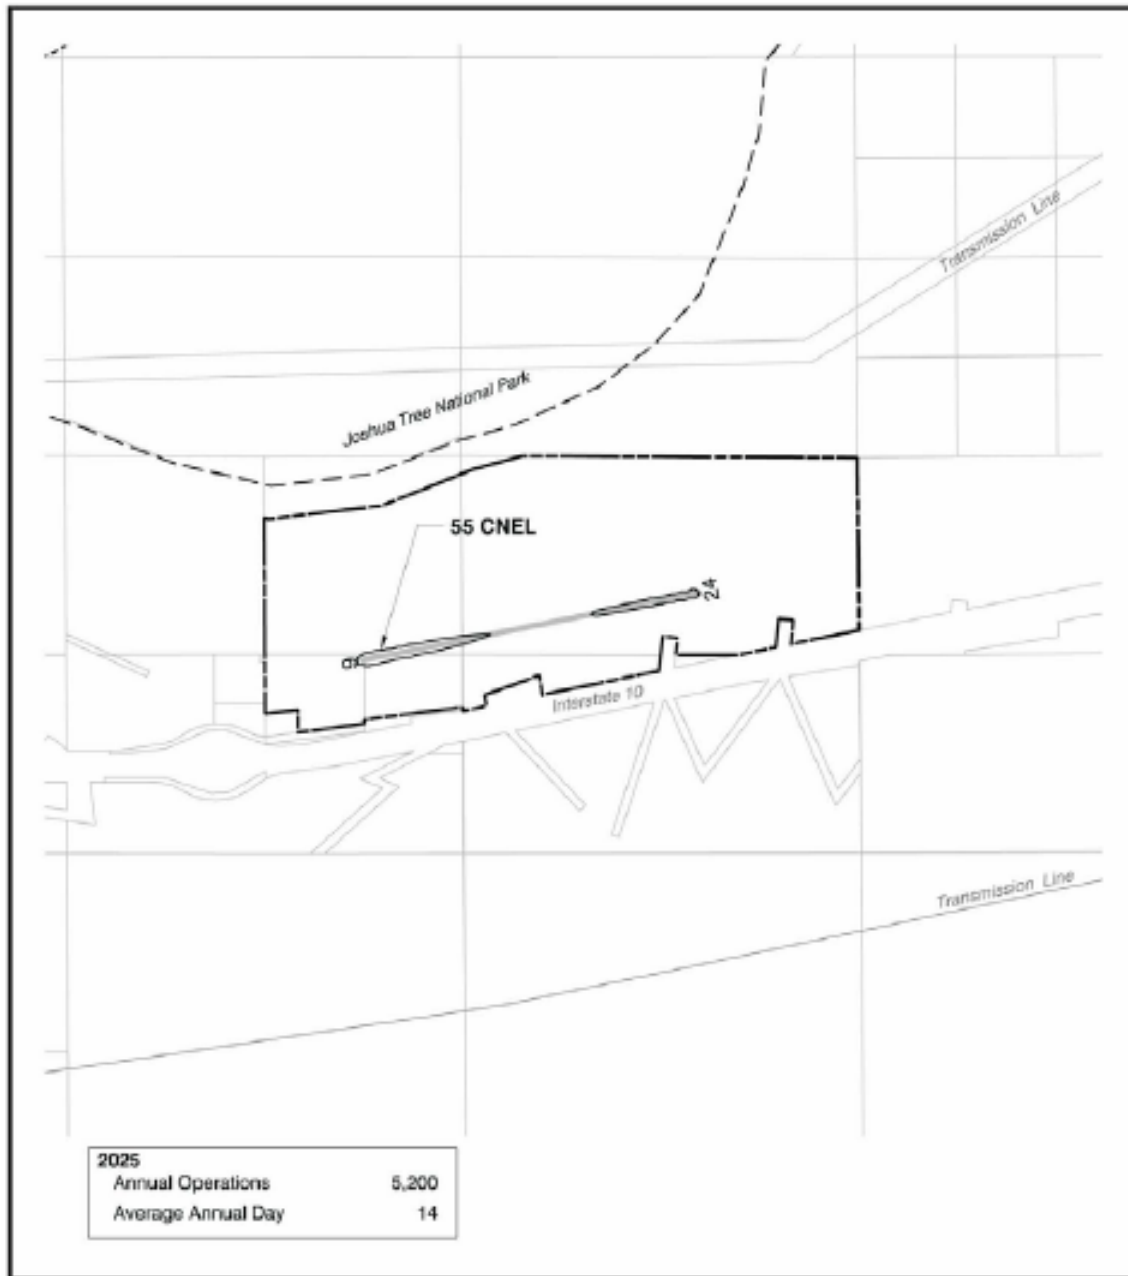 Transmission Line
Joshua Tree National Park
55 CNEL
24
6
Interstate 10
Transmission Line
2025
Annual Operations 5,200
Average Annual Day 14